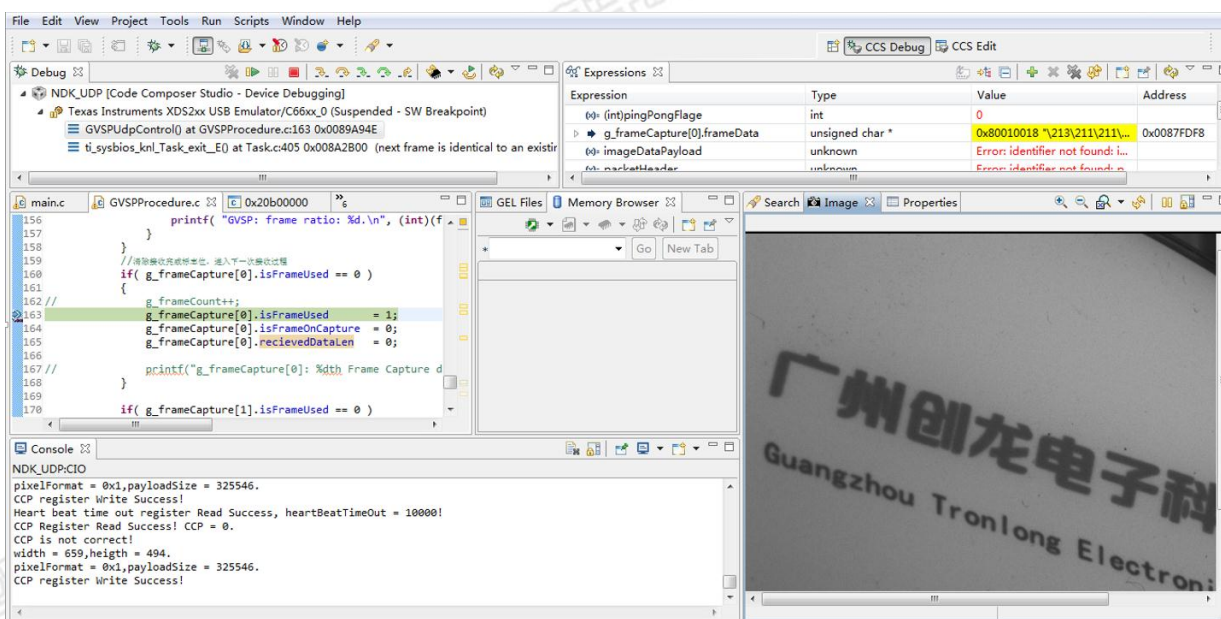 File Edit View Project Tools Run Scripts Window Help
CCS Debug CCS Edit
Debug
NDK_UDP [Code Composer Studio - Device Debugging]
Texas Instruments XDS2xx USB Emulator/C66xx_0 (Suspended - SW Breakpoint)
GVSPUdpControl() at GVSPProcedure.c:163 0x0089A94E
ti_sysbios_knl_Task_exit__E() at Task.c:405 0x008A2B00 (next frame is identical to an existir
Expressions
Expression Type Value Address
(int)pingPongFlage int 0
g_frameCapture[0].frameData unsigned char * 0x80010018 "\213\211\211\... 0x0087FDF8
imageDataPayload unknown Error: identifier not found: i...
packetHeader unknown Error: identifier not found: p
main.c GVSPProcedure.c 0x20b00000 6
156 printf( "GVSP: frame ratio: %d.\n", (int)(f
157 }
158 }
159 //清除接收完成标志位，进入下一次接收过程
160 if( g_frameCapture[0].isFrameUsed == 0 )
161 {
162 // g_frameCount++;
163 g_frameCapture[0].isFrameUsed = 1;
164 g_frameCapture[0].isFrameOnCapture = 0;
165 g_frameCapture[0].recievedDataLen = 0;
166
167 // printf("g_frameCapture[0]: %dth Frame Capture d
168 }
169
170 if( g_frameCapture[1].isFrameUsed == 0 )
GEL Files Memory Browser
Go New Tab
Search Image Properties
广州创龙电子科
Guangzhou Tronlong Electroni
Console
NDK_UDP:CIO
pixelFormat = 0x1,payloadSize = 325546.
CCP register Write Success!
Heart beat time out register Read Success, heartBeatTimeOut = 10000!
CCP Register Read Success! CCP = 0.
CCP is not correct!
width = 659,heigth = 494.
pixelFormat = 0x1,payloadSize = 325546.
CCP register Write Success!